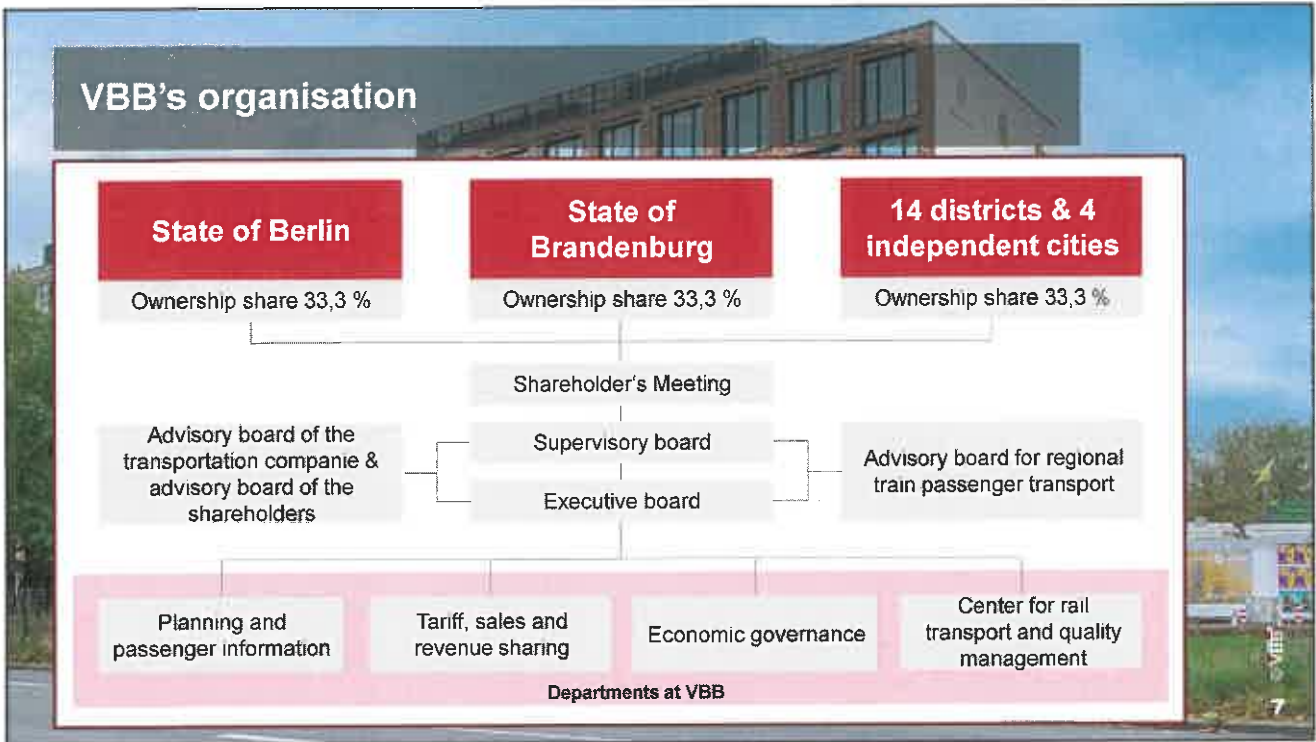 VBB's organisation
State of Berlin
Ownership share 33,3 %
State of
Brandenburg
Ownership share 33,3 %
14 districts & 4
independent cities
Ownership share 33,3 %
Shareholder's Meeting
Advisory board of the
transportation companie &
advisory board of the
shareholders
Supervisory board
Executive board
Advisory board for regional
train passenger transport
Planning and
passenger information
Tariff, sales and
revenue sharing
Economic governance
Center for rail
transport and quality
management
Departments at VBB
© VBB
7